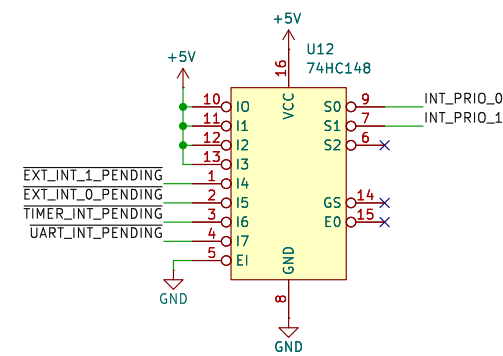 +5V
+5V
U12
74HC148
16
VCC
10 I0 S0 9 INT_PRIO_0
11 I1 S1 7 INT_PRIO_1
12 I2 S2 6
13 I3
EXT_INT_1_PENDING 1 I4
EXT_INT_0_PENDING 2 I5 GS 14
TIMER_INT_PENDING 3 I6 E0 15
UART_INT_PENDING 4 I7
5 EI
GND
GND
8
GND